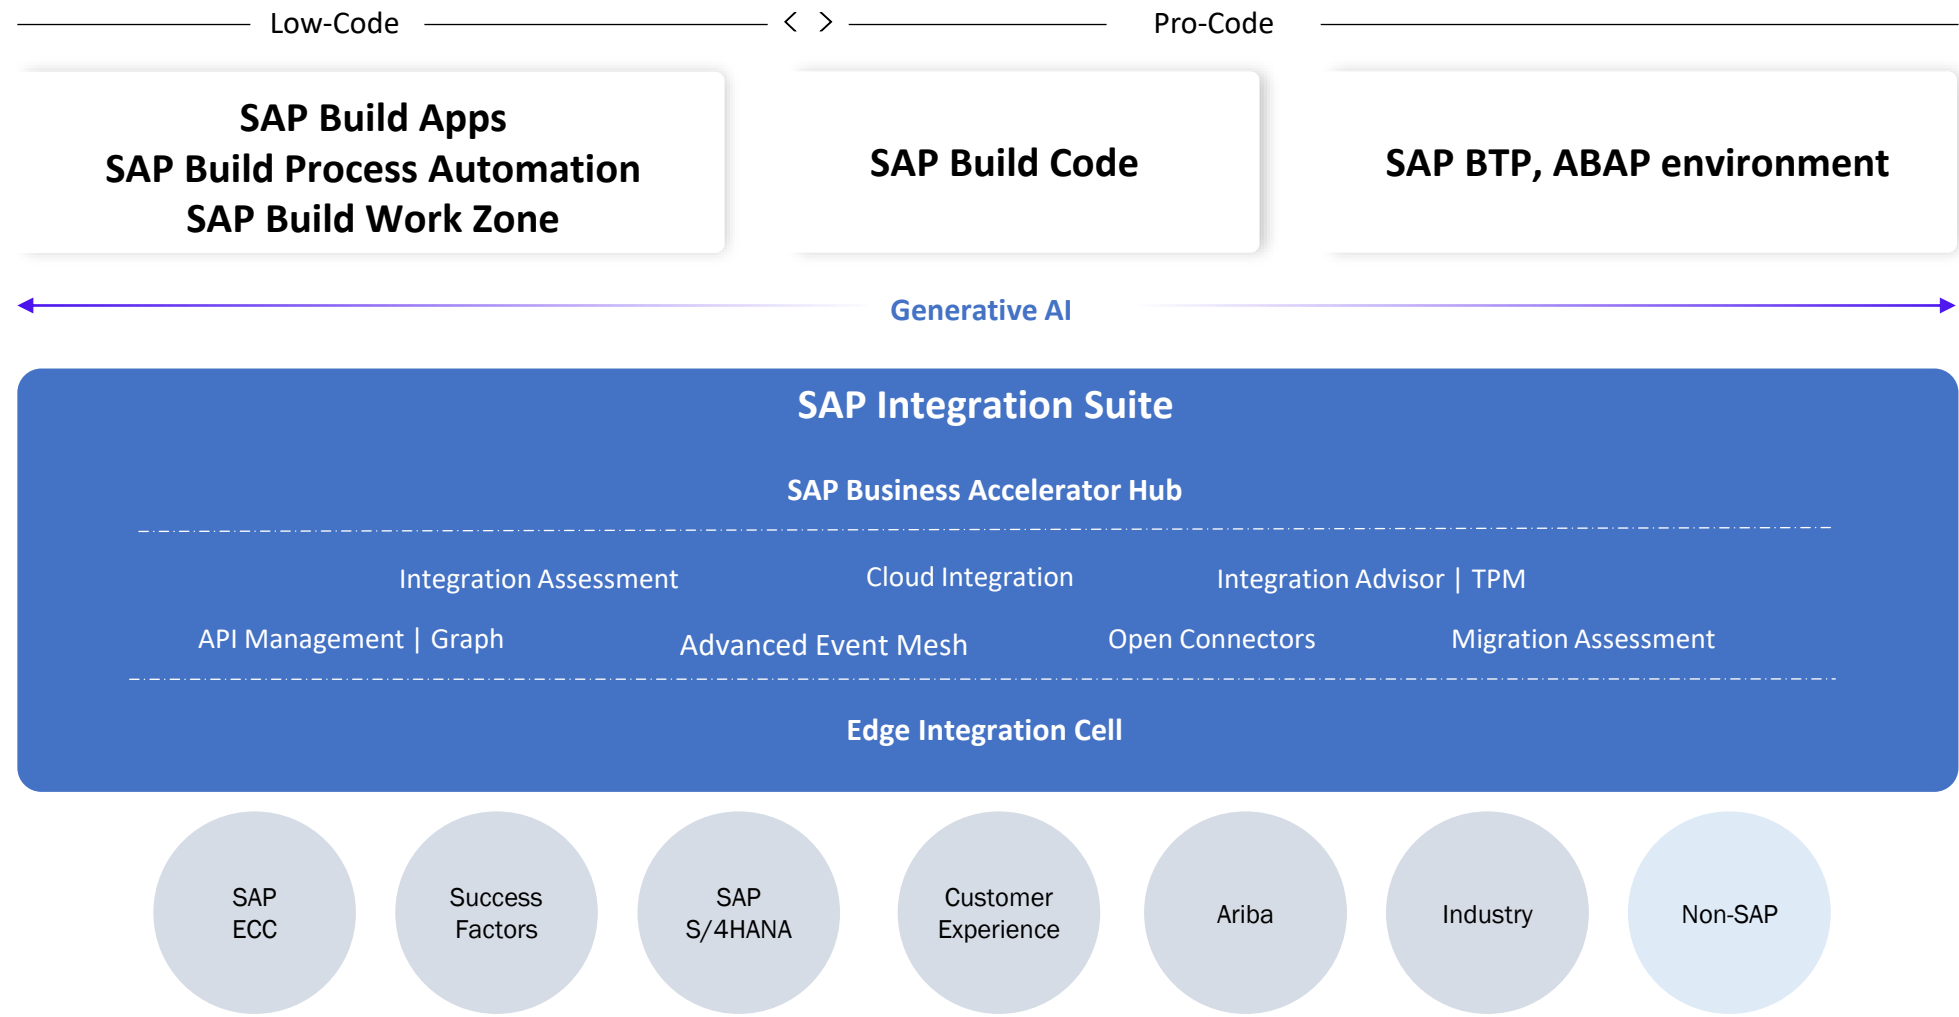 Low-Code < > Pro-Code
SAP Build Apps
SAP Build Process Automation
SAP Build Work Zone
SAP Build Code
SAP BTP, ABAP environment
Generative AI
SAP Integration Suite
SAP Business Accelerator Hub
Integration Assessment
Cloud Integration
Integration Advisor | TPM
API Management | Graph
Advanced Event Mesh
Open Connectors
Migration Assessment
Edge Integration Cell
SAP
ECC
Success
Factors
SAP
S/4HANA
Customer
Experience
Ariba
Industry
Non-SAP